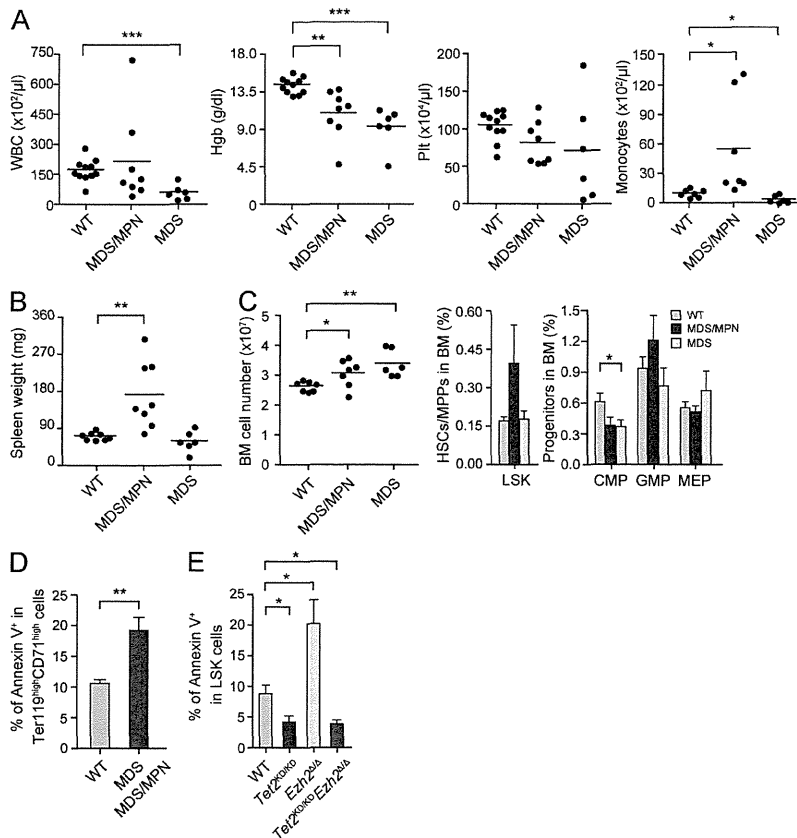 A
WBC (x10²/µl)
750
600
450
300
150
0
***
WT
MDS/MPN
MDS
Hgb (g/dl)
18.0
13.5
9.0
4.5
0
***
**
WT
MDS/MPN
MDS
Plt (x10⁴/µl)
200
150
100
50
0
WT
MDS/MPN
MDS
Monocytes (x10²/µl)
150
120
90
60
30
0
*
*
WT
MDS/MPN
MDS
B
Spleen weight (mg)
360
270
180
90
0
**
WT
MDS/MPN
MDS
C
BM cell number (x10⁷)
5
4
3
2
1
0
**
*
WT
MDS/MPN
MDS
HSCs/MPPs in BM (%)
0.60
0.45
0.30
0.15
0.00
LSK
Progenitors in BM (%)
1.5
1.2
0.9
0.6
0.3
0.0
*
CMP GMP MEP
WT
MDS/MPN
MDS
D
% of Annexin V⁺ in
Ter119ʰⁱᵍʰCD71ʰⁱᵍʰ cells
25
20
15
10
5
0
**
WT
MDS
MDS/MPN
E
% of Annexin V⁺
in LSK cells
25
20
15
10
5
0
*
*
*
WT
Tet2ᴷᴰ/ᴷᴰ
Ezh2Δ/Δ
Tet2ᴷᴰ/ᴷᴰEzh2Δ/Δ